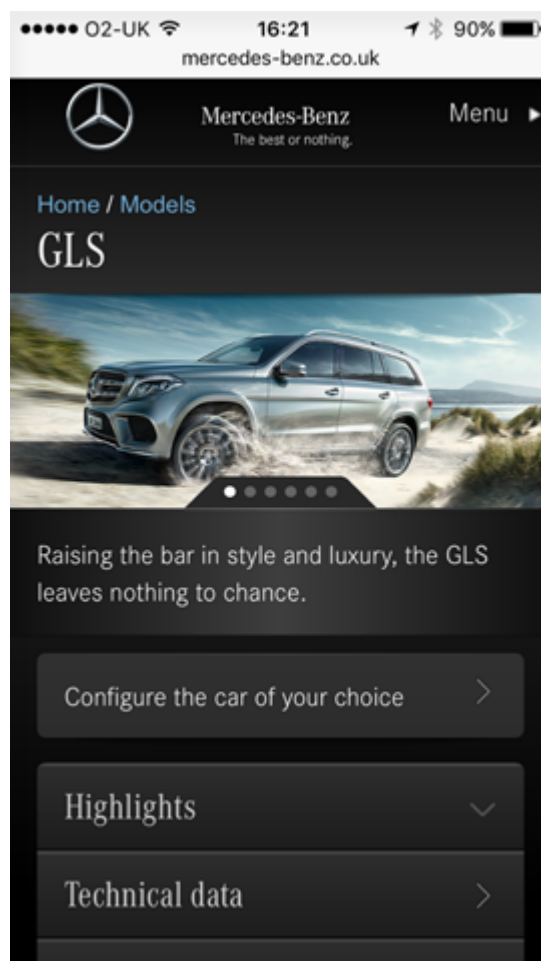 O2-UK 16:21 90%
mercedes-benz.co.uk
Mercedes-Benz Menu
The best or nothing.
Home / Models
GLS
Raising the bar in style and luxury, the GLS
leaves nothing to chance.
Configure the car of your choice
Highlights
Technical data